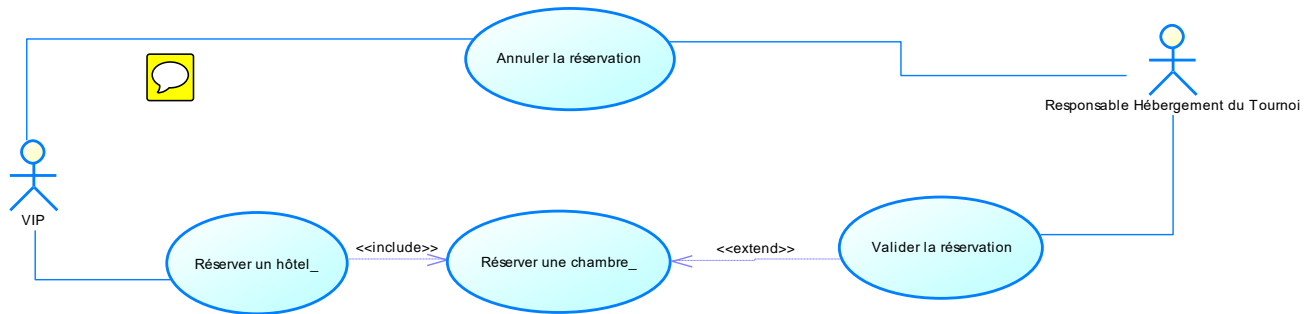 Annuler la réservation
Responsable Hébergement du Tournoi
VIP
Réserver un hôtel_
<<include>>
Réserver une chambre_
<<extend>>
Valider la réservation